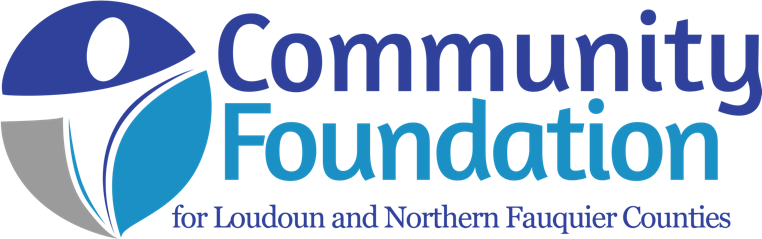 Community
Foundation
for Loudoun and Northern Fauquier Counties